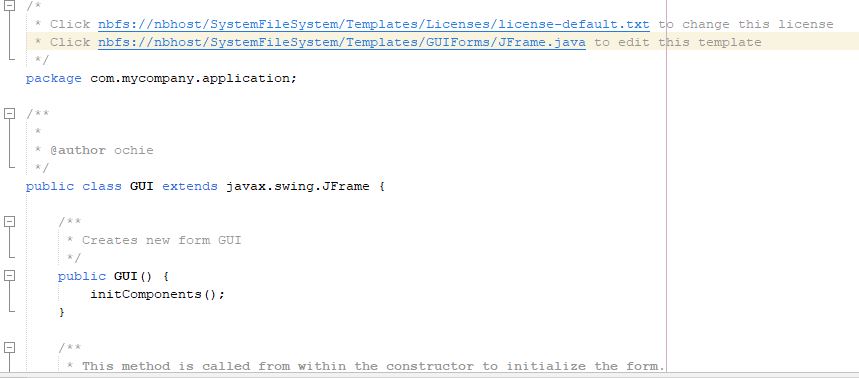 /*
 * Click nbfs://nbhost/SystemFileSystem/Templates/Licenses/license-default.txt to change this license
 * Click nbfs://nbhost/SystemFileSystem/Templates/GUIForms/JFrame.java to edit this template
 */
package com.mycompany.application;

/**
 *
 * @author ochie
 */
public class GUI extends javax.swing.JFrame {

    /**
     * Creates new form GUI
     */
    public GUI() {
        initComponents();
    }

    /**
     * This method is called from within the constructor to initialize the form.